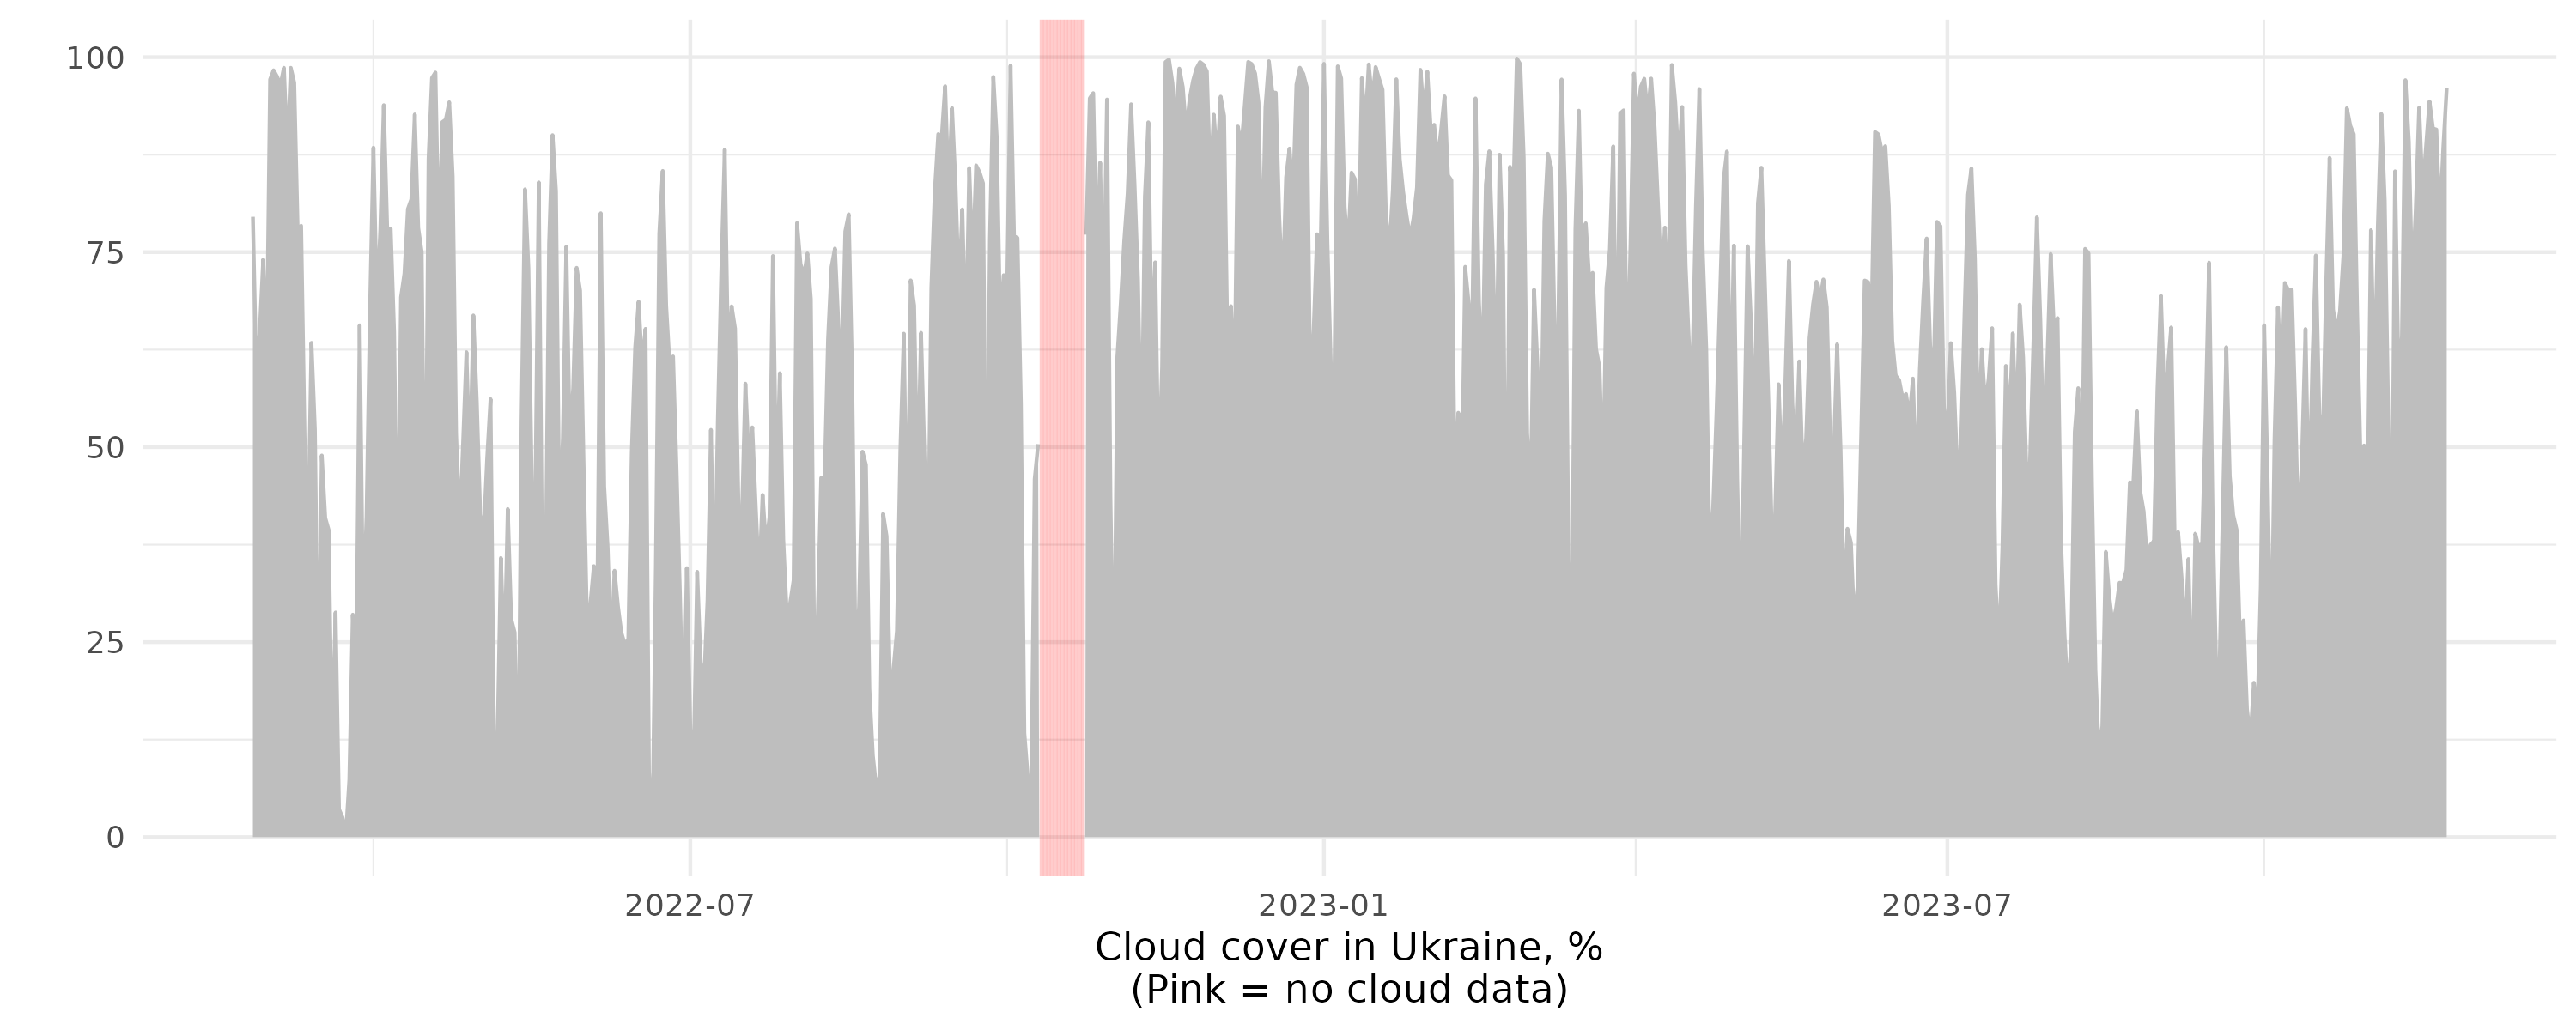 100
75
50
25
0
2022-07 2023-01 2023-07
Cloud cover in Ukraine, %
(Pink = no cloud data)